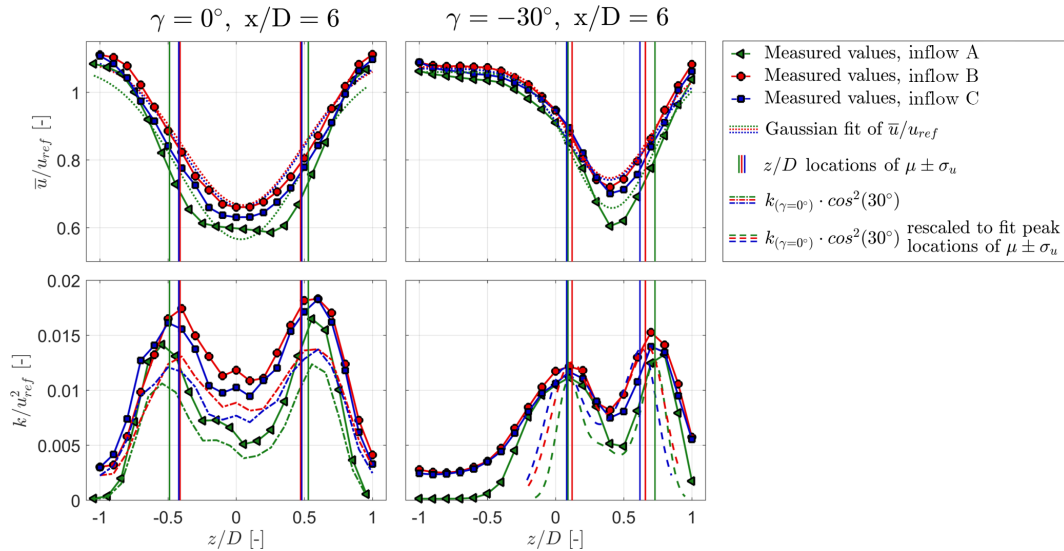 γ = 0°, x/D = 6
γ = −30°, x/D = 6
1
0.8
0.6
u̅/u_ref [-]
0.02
0.015
0.01
0.005
0
k/u²_ref [-]
-1 -0.5 0 0.5 1
z/D [-]
-1 -0.5 0 0.5 1
z/D [-]
Measured values, inflow A
Measured values, inflow B
Measured values, inflow C
Gaussian fit of u̅/u_ref
z/D locations of μ ± σ_u
k_(γ=0°) · cos²(30°)
k_(γ=0°) · cos²(30°) rescaled to fit peak
locations of μ ± σ_u